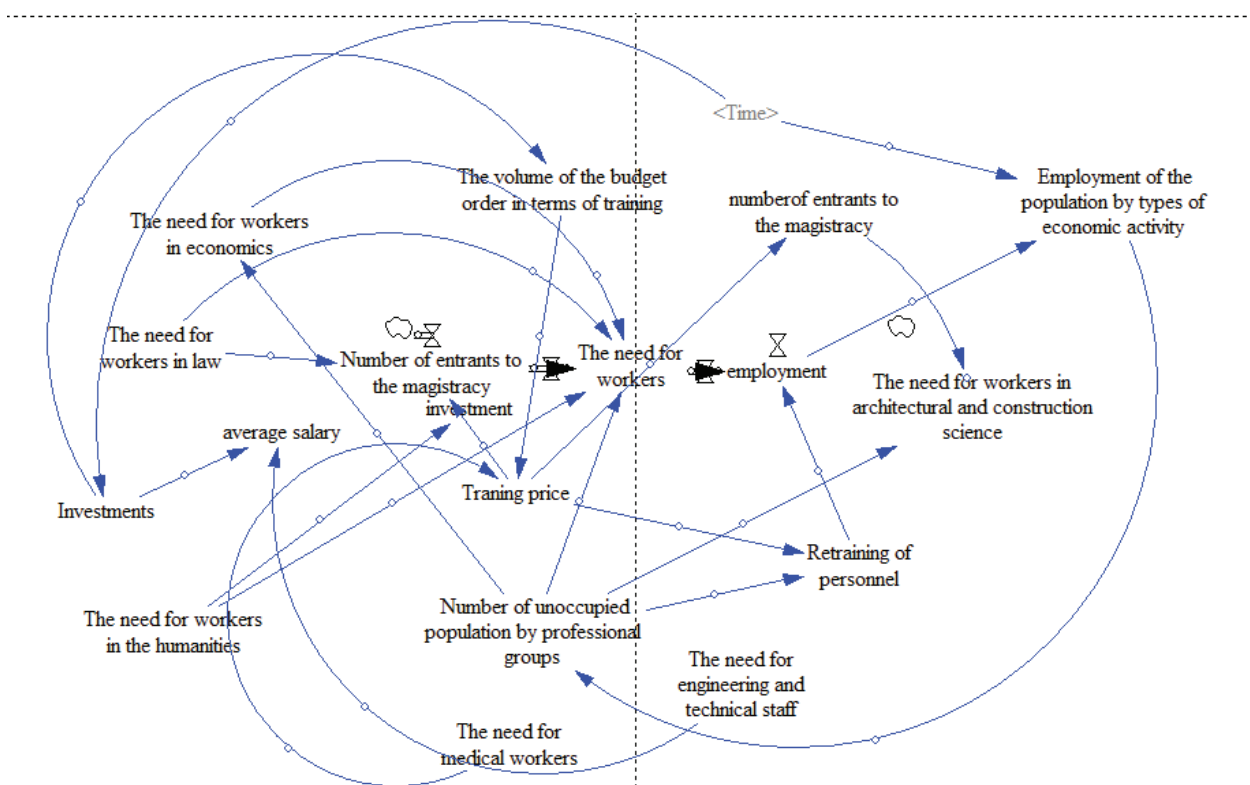 <Time>
The volume of the budget
order in terms of training
Employment of the
population by types of
economic activity
numberof entrants to
the magistracy
The need for workers
in economics
The need for
workers in law
Number of entrants to
the magistracy
investment
The need for
workers
employment
The need for workers in
architectural and construction
science
average salary
Investments
Traning price
Retraining of
personnel
The need for workers
in the humanities
Number of unoccupied
population by professional
groups
The need for
engineering and
technical staff
The need for
medical workers